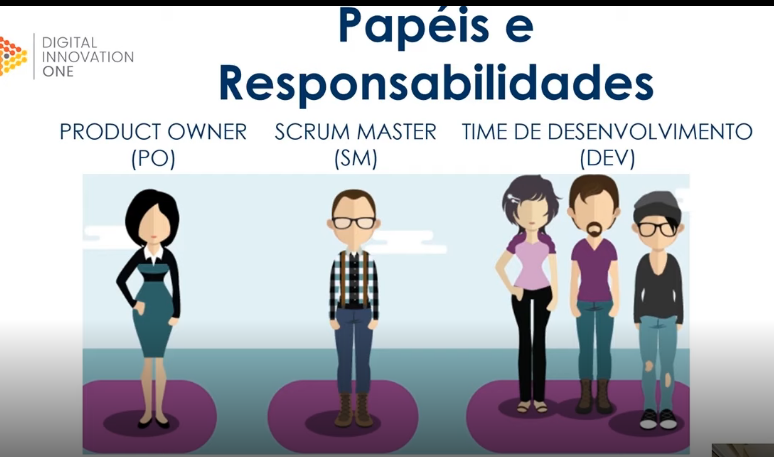 DIGITAL
INNOVATION
ONE
Papéis e
Responsabilidades
PRODUCT OWNER
(PO)
SCRUM MASTER
(SM)
TIME DE DESENVOLVIMENTO
(DEV)